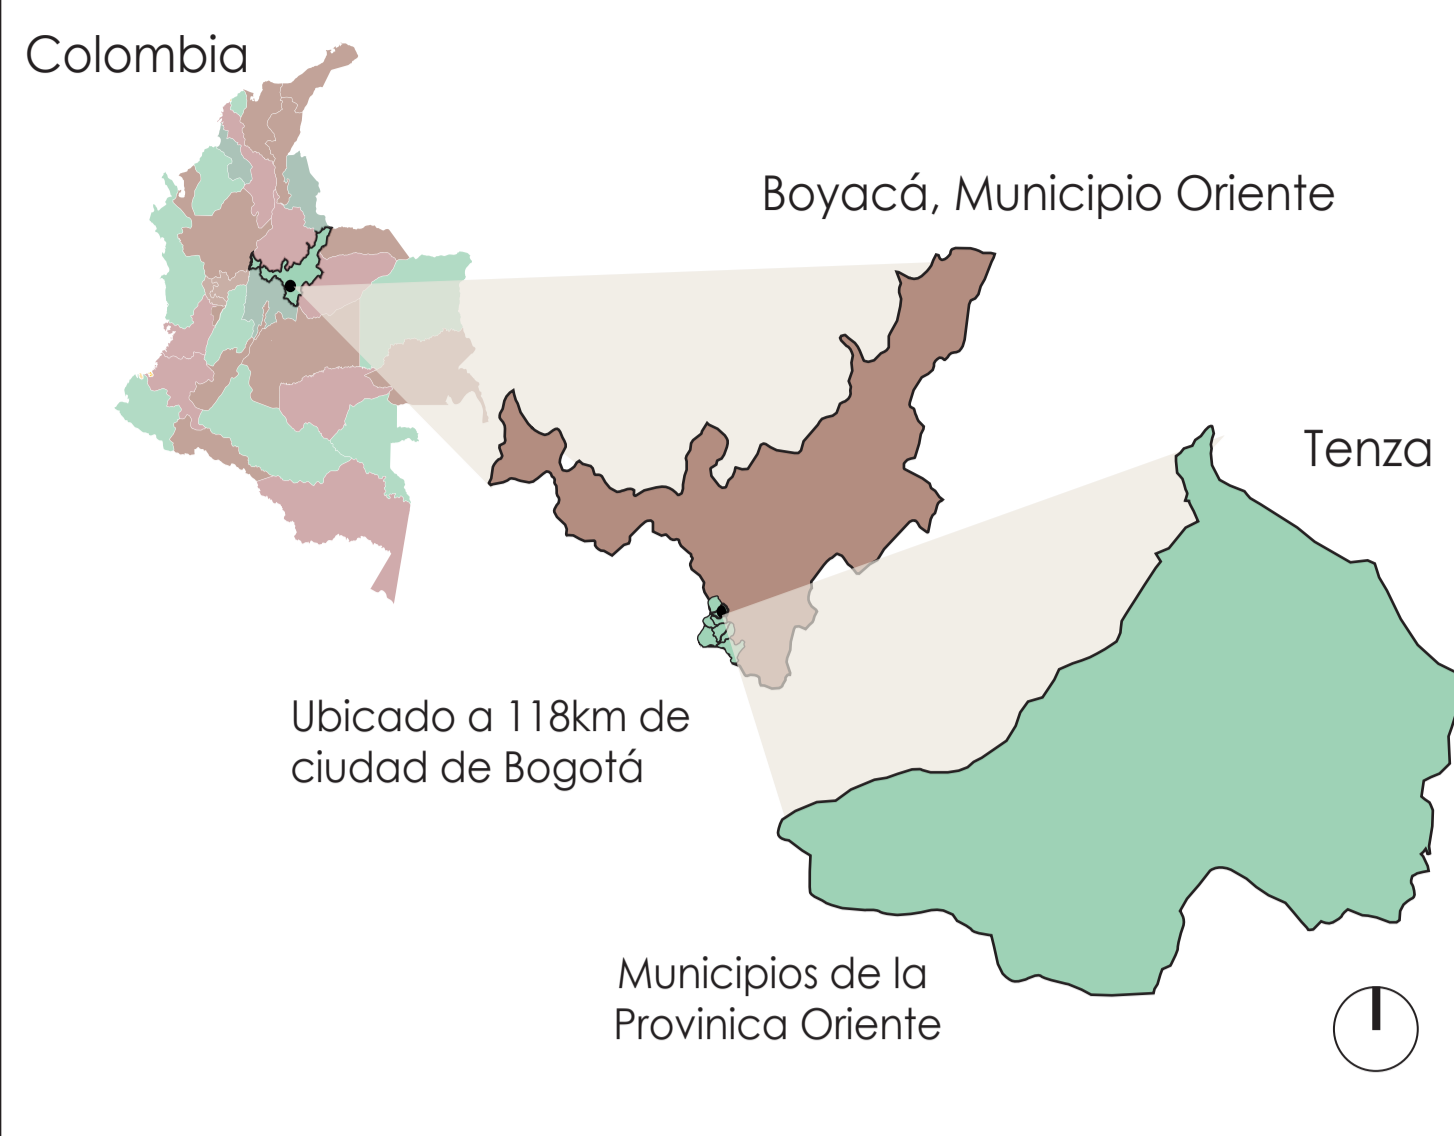 Colombia
Boyacá, Municipio Oriente
Tenza
Ubicado a 118km de
ciudad de Bogotá
Municipios de la
Provinica Oriente